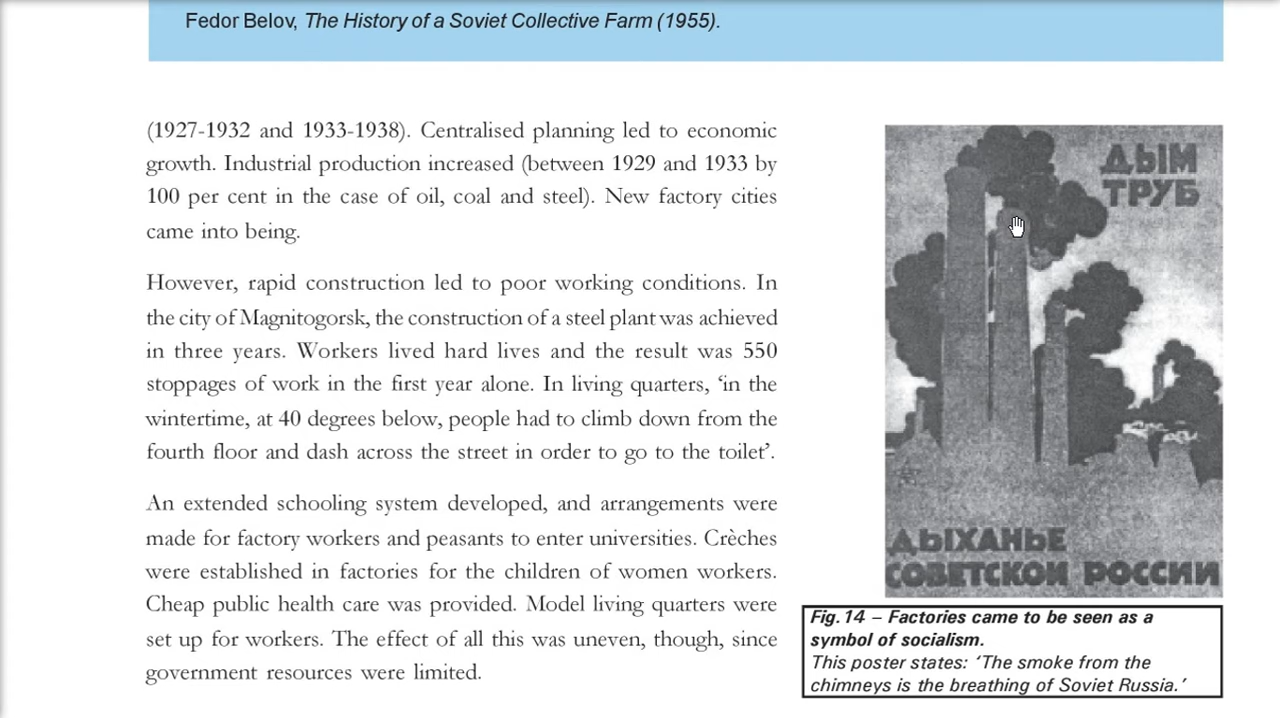 Fedor Belov, The History of a Soviet Collective Farm (1955).
(1927-1932 and 1933-1938). Centralised planning led to economic
growth. Industrial production increased (between 1929 and 1933 by
100 per cent in the case of oil, coal and steel). New factory cities
came into being.
However, rapid construction led to poor working conditions. In
the city of Magnitogorsk, the construction of a steel plant was achieved
in three years. Workers lived hard lives and the result was 550
stoppages of work in the first year alone. In living quarters, ‘in the
wintertime, at 40 degrees below, people had to climb down from the
fourth floor and dash across the street in order to go to the toilet’.
An extended schooling system developed, and arrangements were
made for factory workers and peasants to enter universities. Crèches
were established in factories for the children of women workers.
Cheap public health care was provided. Model living quarters were
set up for workers. The effect of all this was uneven, though, since
government resources were limited.
ДЫМ
ТРУБ
ДЫХАНЬЕ
СОВЕТСКОЙ РОССИИ
Fig.14 – Factories came to be seen as a
symbol of socialism.
This poster states: ‘The smoke from the
chimneys is the breathing of Soviet Russia.’